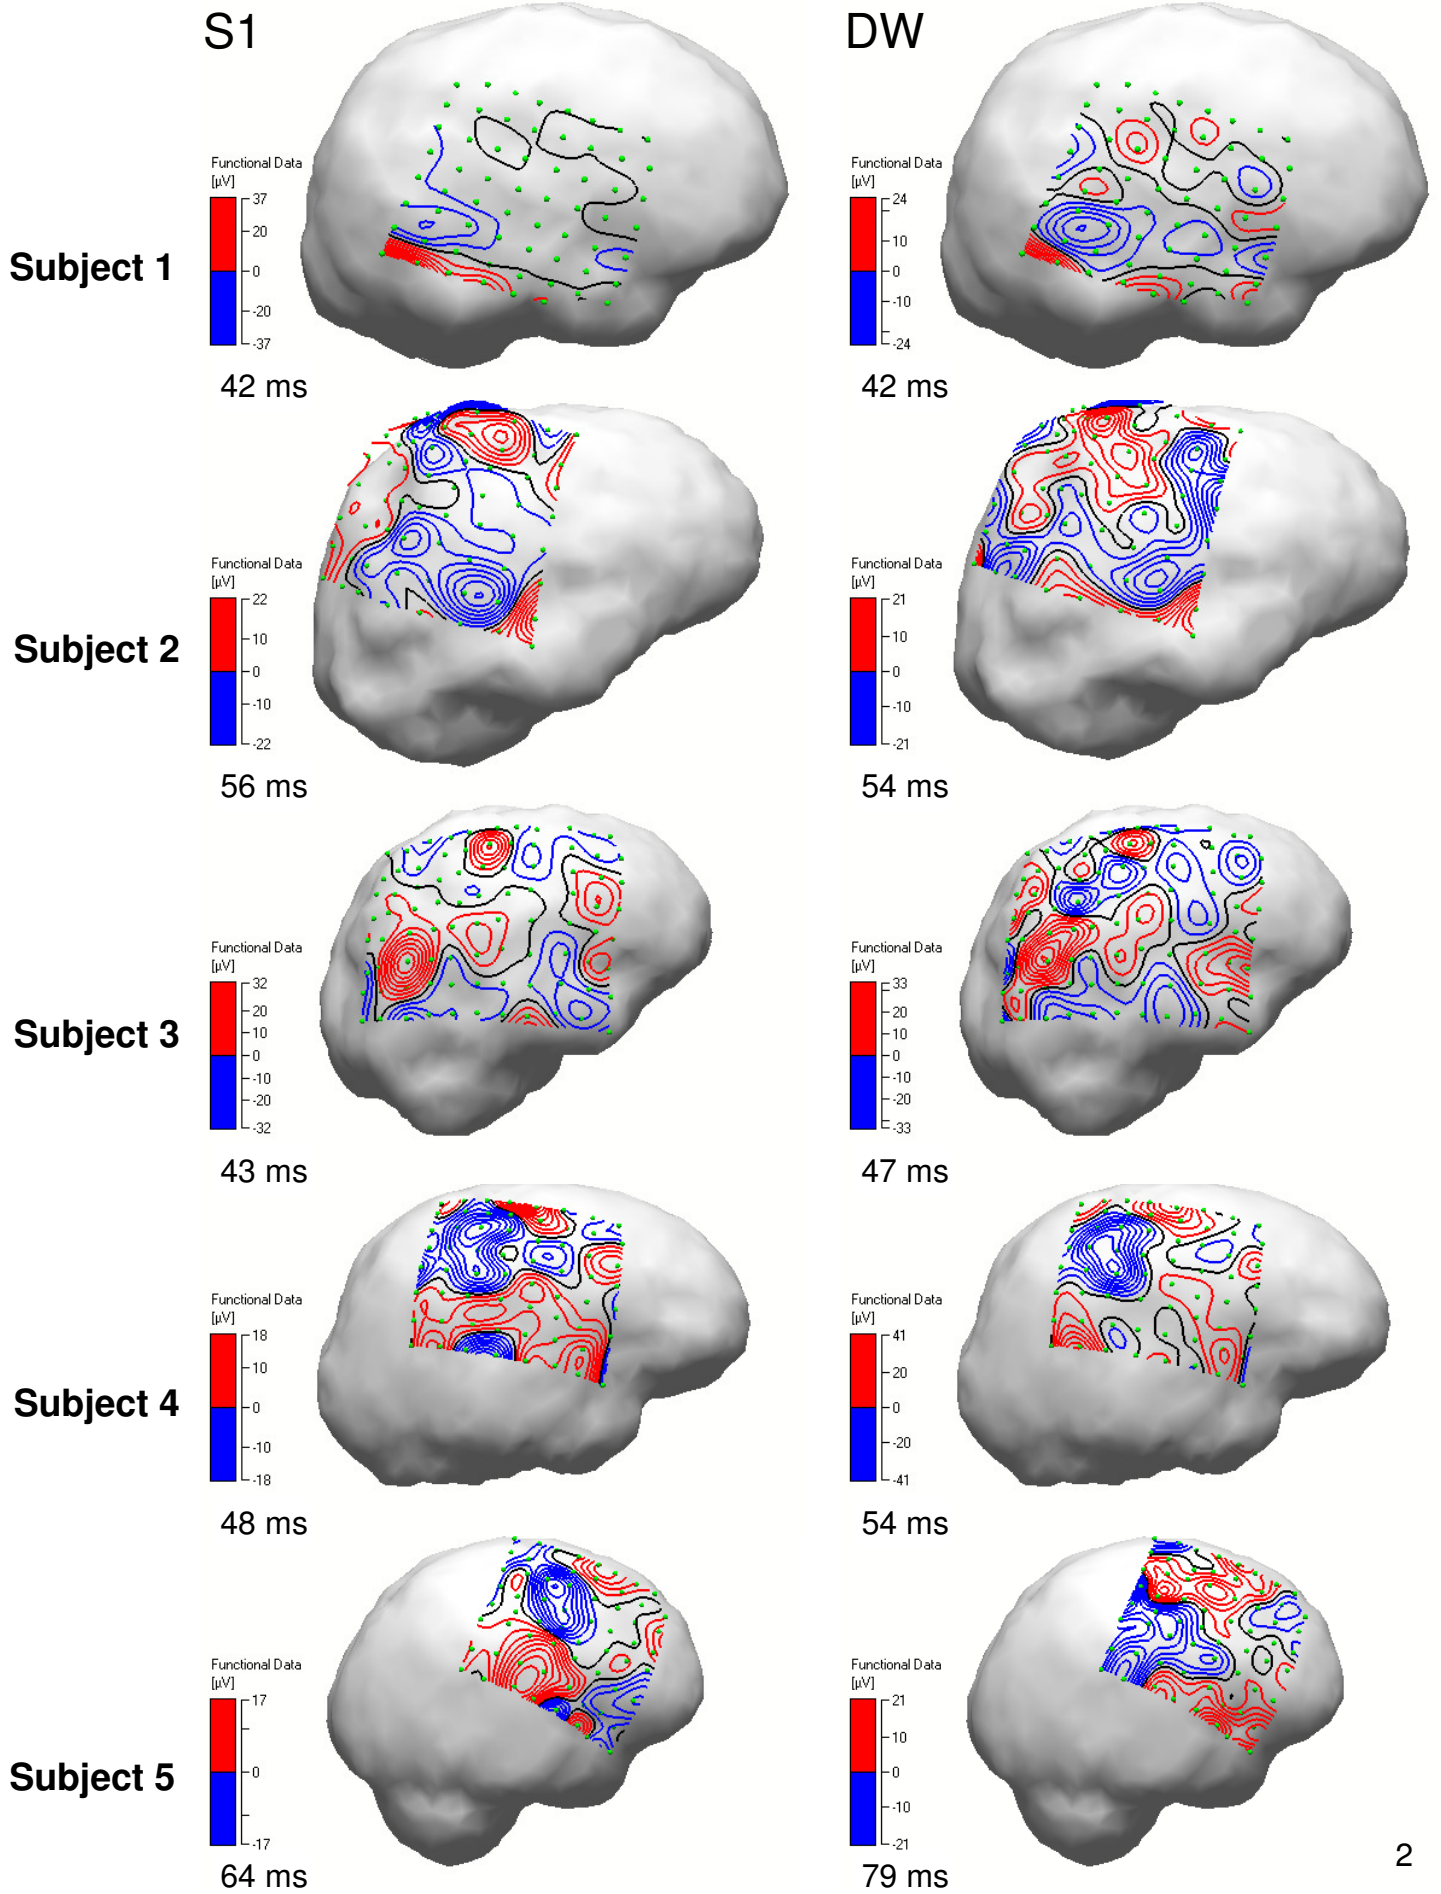 S1 DW
Functional Data Functional Data
[µV] [µV]
37 24
20 10
0 0
-20 -10
-37 -24
Subject 1
42 ms 42 ms
Functional Data Functional Data
[µV] [µV]
22 21
10 10
0 0
-10 -10
-22 -21
Subject 2
56 ms 54 ms
Functional Data Functional Data
[µV] [µV]
32 33
20 20
10 10
0 0
-10 -10
-20 -20
-32 -33
Subject 3
43 ms 47 ms
Functional Data Functional Data
[µV] [µV]
18 41
10 20
0 0
-10 -20
-18 -41
Subject 4
48 ms 54 ms
Functional Data Functional Data
[µV] [µV]
17 21
10
0 0
-10
-17 -21
Subject 5
64 ms 79 ms
2